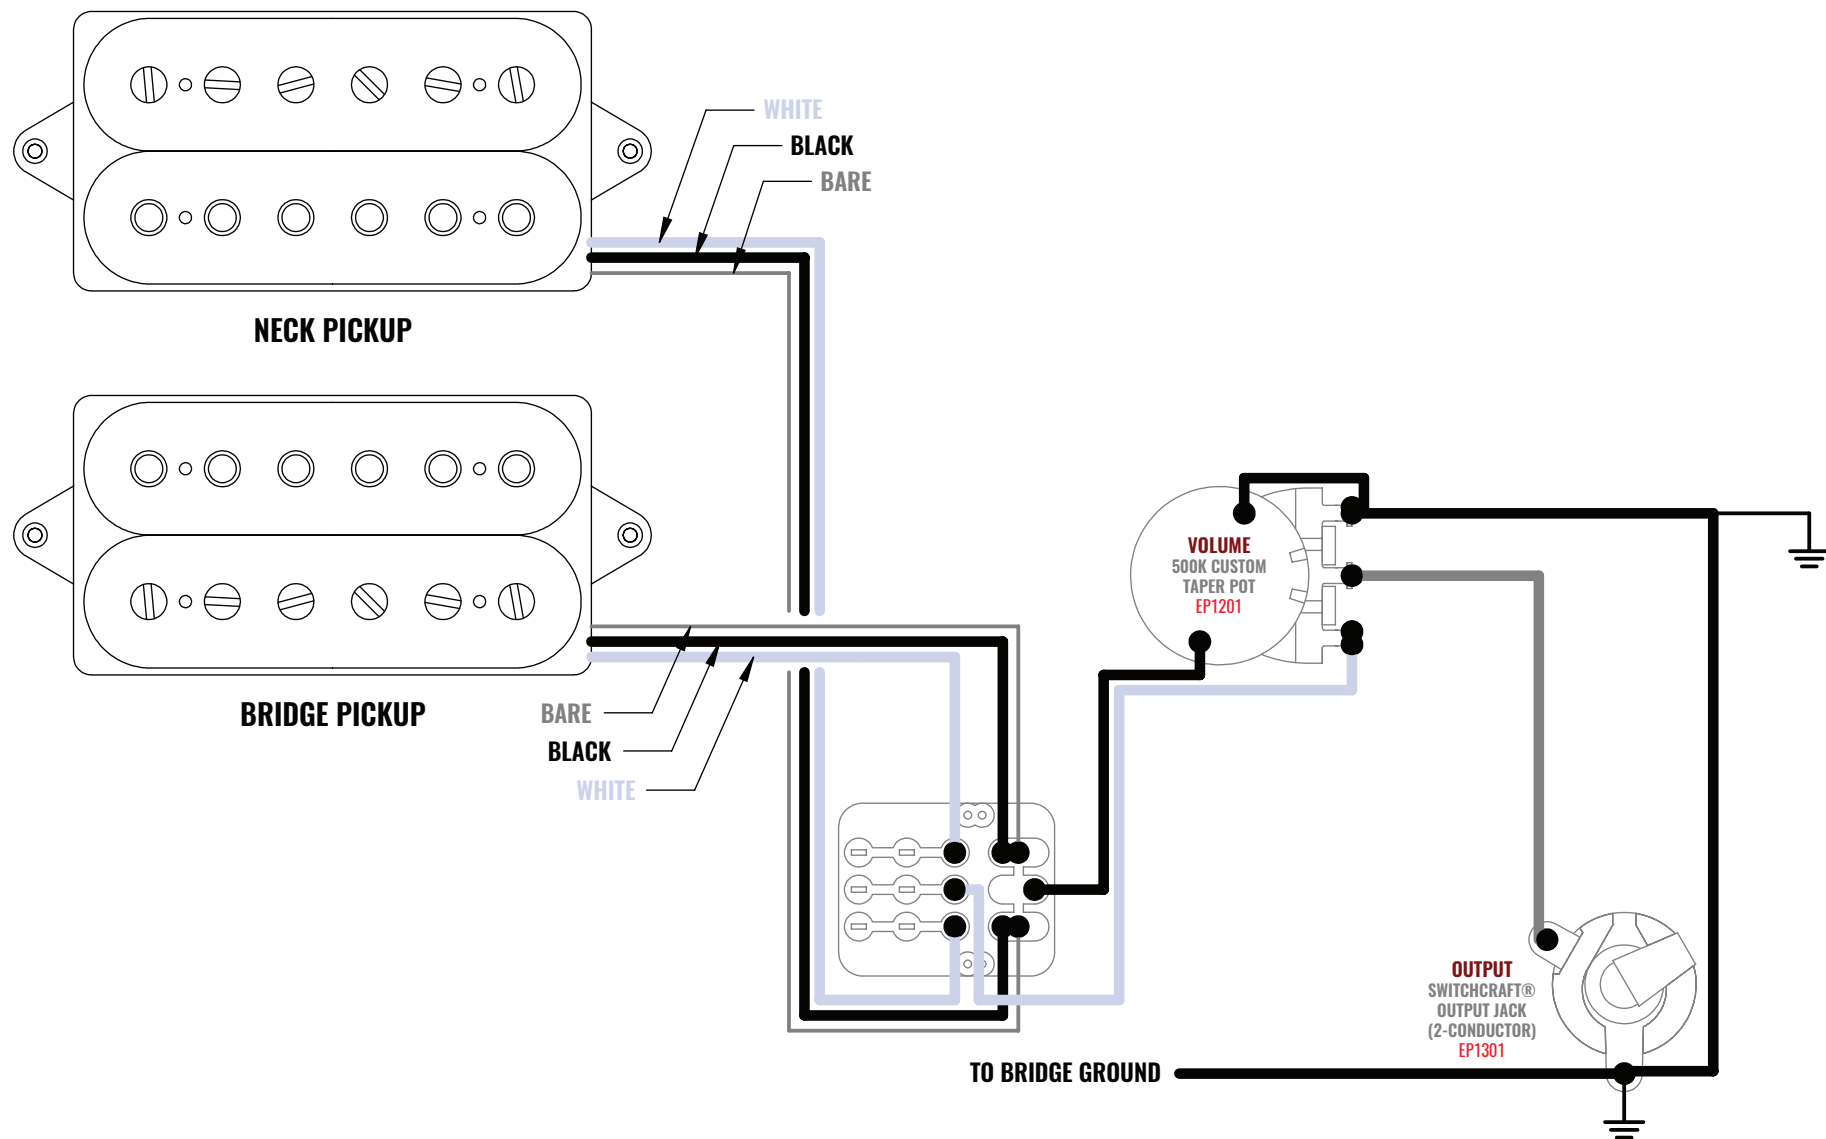 WHITE
BLACK
BARE
NECK PICKUP
BRIDGE PICKUP
BARE
BLACK
WHITE
VOLUME
500K CUSTOM
TAPER POT
EP1201
OUTPUT
SWITCHCRAFT®
OUTPUT JACK
(2-CONDUCTOR)
EP1301
TO BRIDGE GROUND